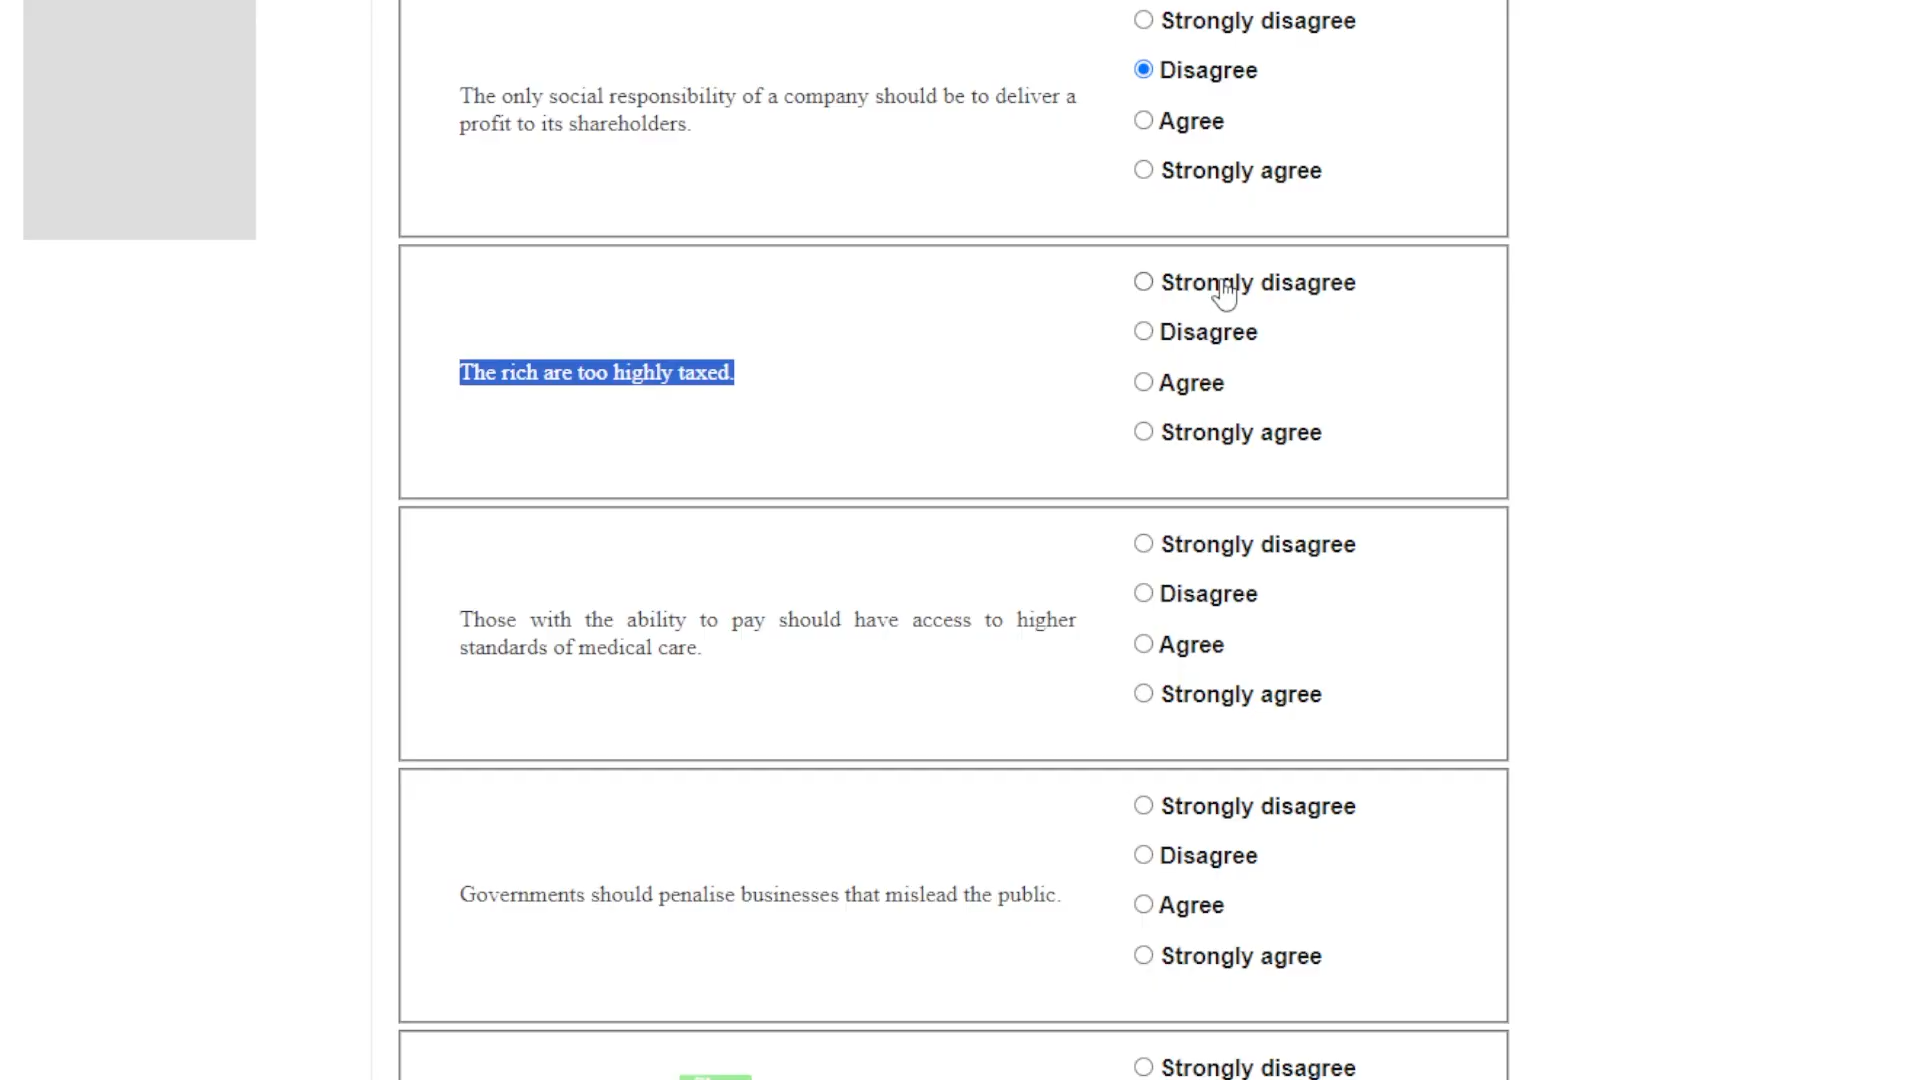 Strongly disagree
Disagree
The only social responsibility of a company should be to deliver a
profit to its shareholders.
Agree
Strongly agree
Strongly disagree
Disagree
The rich are too highly taxed.
Agree
Strongly agree
Strongly disagree
Disagree
Those with the ability to pay should have access to higher
standards of medical care.
Agree
Strongly agree
Strongly disagree
Disagree
Governments should penalise businesses that mislead the public.
Agree
Strongly agree
Strongly disagree